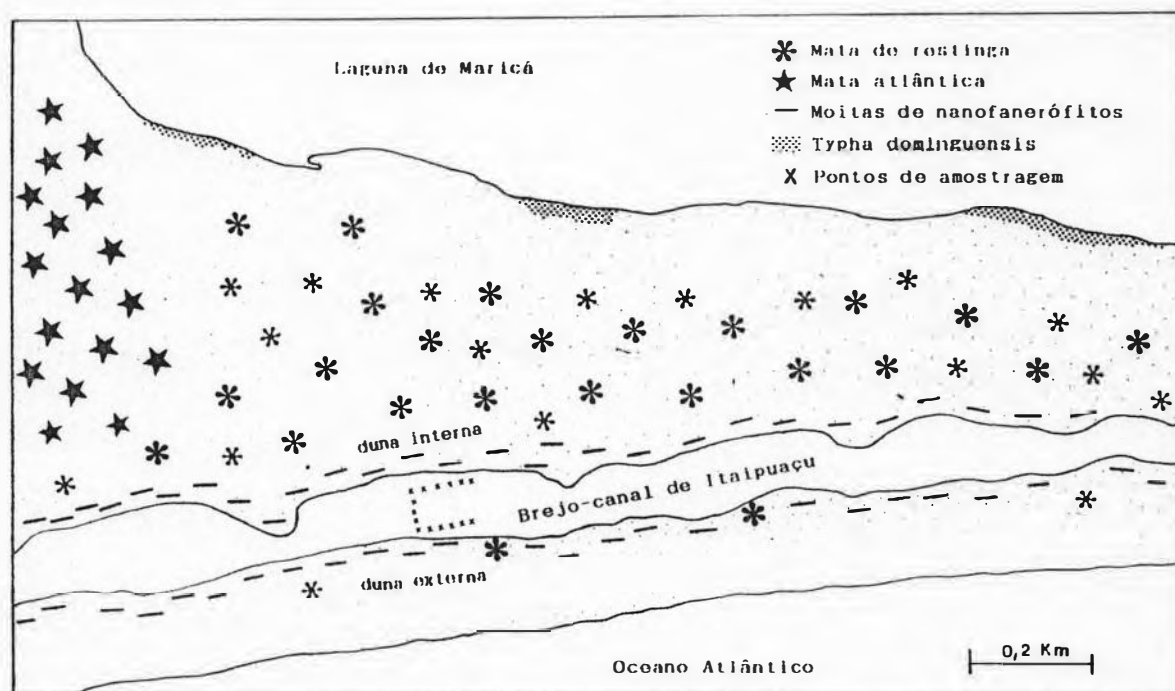 Laguna de Maricá
Mata de restinga
Mata atlântica
Moitas de nanofanerófitos
Typha dominguensis
X Pontos de amostragem
duna interna
Brejo-canal de Itaipuaçu
duna externa
Oceano Atlântico
0,2 Km